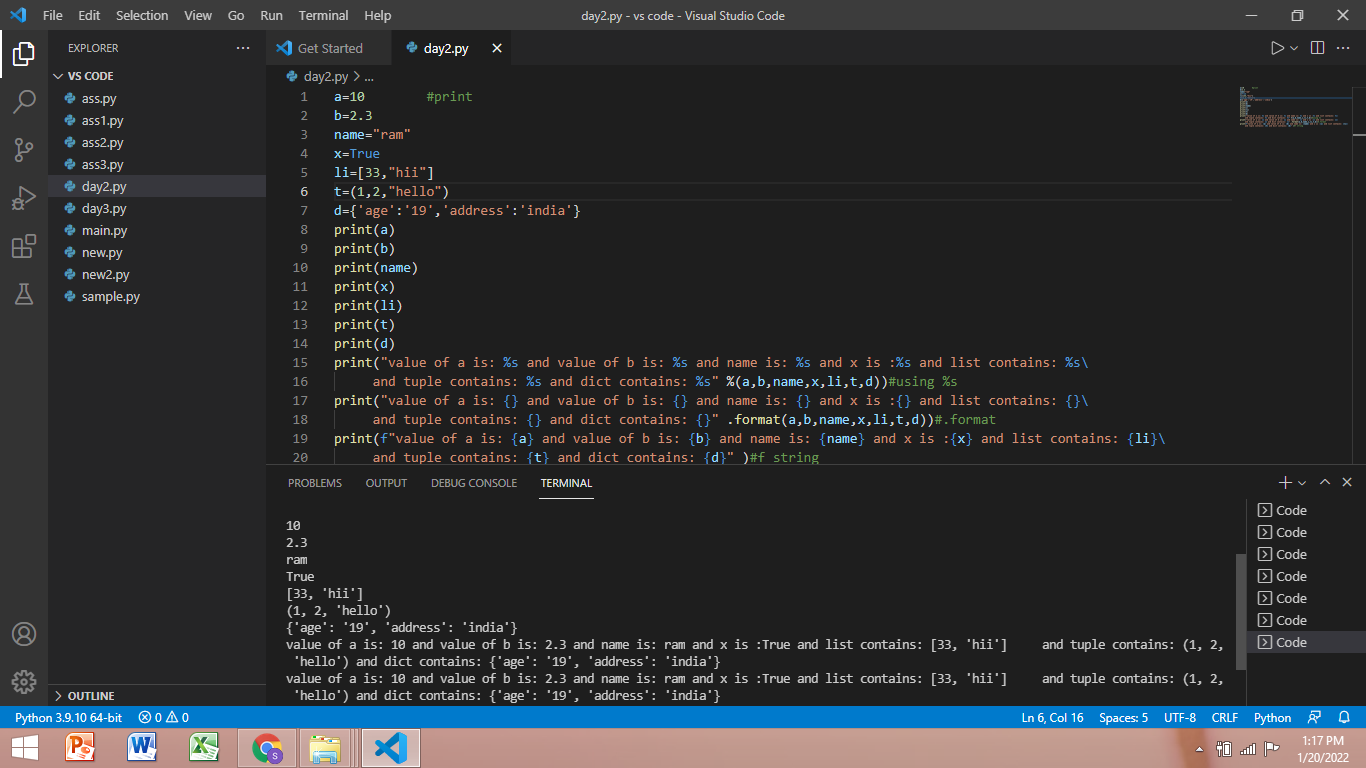 File Edit Selection View Go Run Terminal Help day2.py - vs code - Visual Studio Code
EXPLORER
VS CODE
ass.py
ass1.py
ass2.py
ass3.py
day2.py
day3.py
main.py
new.py
new2.py
sample.py
OUTLINE
Get Started day2.py
day2.py > ...
1 a=10        #print
2 b=2.3
3 name="ram"
4 x=True
5 li=[33,"hii"]
6 t=(1,2,"hello")
7 d={'age':'19','address':'india'}
8 print(a)
9 print(b)
10 print(name)
11 print(x)
12 print(li)
13 print(t)
14 print(d)
15 print("value of a is: %s and value of b is: %s and name is: %s and x is :%s and list contains: %s\
16      and tuple contains: %s and dict contains: %s" %(a,b,name,x,li,t,d))#using %s
17 print("value of a is: {} and value of b is: {} and name is: {} and x is :{} and list contains: {}\
18      and tuple contains: {} and dict contains: {}" .format(a,b,name,x,li,t,d))#.format
19 print(f"value of a is: {a} and value of b is: {b} and name is: {name} and x is :{x} and list contains: {li}\
20      and tuple contains: {t} and dict contains: {d}" )#f string
PROBLEMS OUTPUT DEBUG CONSOLE TERMINAL
10
2.3
ram
True
[33, 'hii']
(1, 2, 'hello')
{'age': '19', 'address': 'india'}
value of a is: 10 and value of b is: 2.3 and name is: ram and x is :True and list contains: [33, 'hii']     and tuple contains: (1, 2,
 'hello') and dict contains: {'age': '19', 'address': 'india'}
value of a is: 10 and value of b is: 2.3 and name is: ram and x is :True and list contains: [33, 'hii']     and tuple contains: (1, 2,
 'hello') and dict contains: {'age': '19', 'address': 'india'}
Code
Code
Code
Code
Code
Code
Code
Python 3.9.10 64-bit 0 0 Ln 6, Col 16 Spaces: 5 UTF-8 CRLF Python
1:17 PM
1/20/2022